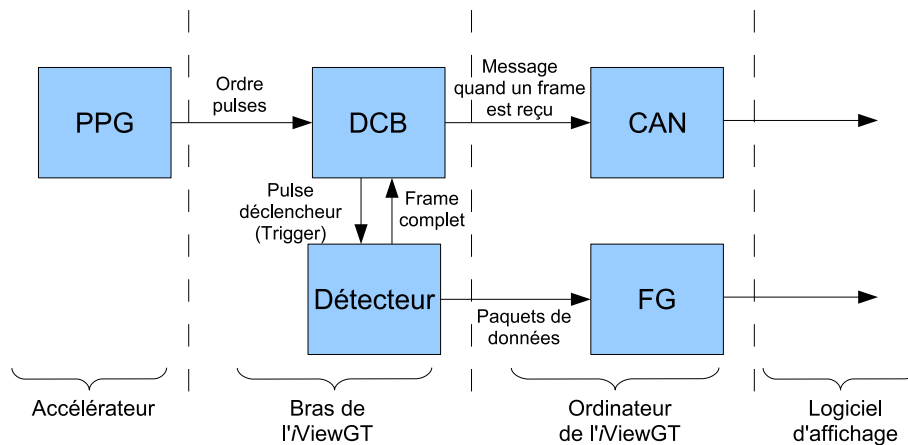 PPG
Ordre
pulses
DCB
Message
quand un frame
est reçu
CAN
Pulse
déclencheur
(Trigger)
Frame
complet
Détecteur
Paquets de
données
FG
Accélérateur
Bras de
l'iViewGT
Ordinateur
de l'iViewGT
Logiciel
d'affichage